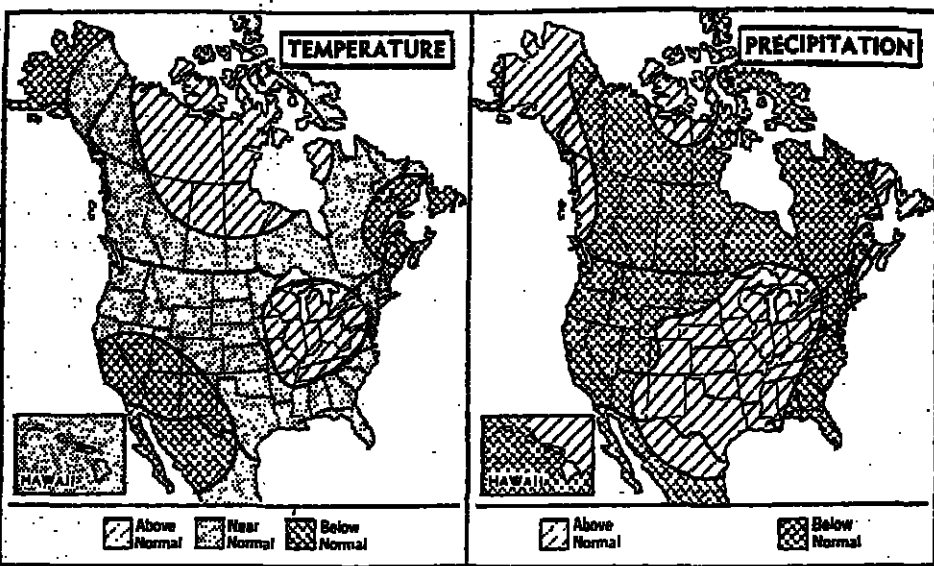 TEMPERATURE
HAWAII
Above
Normal
Near
Normal
Below
Normal
PRECIPITATION
HAWAII
Above
Normal
Below
Normal